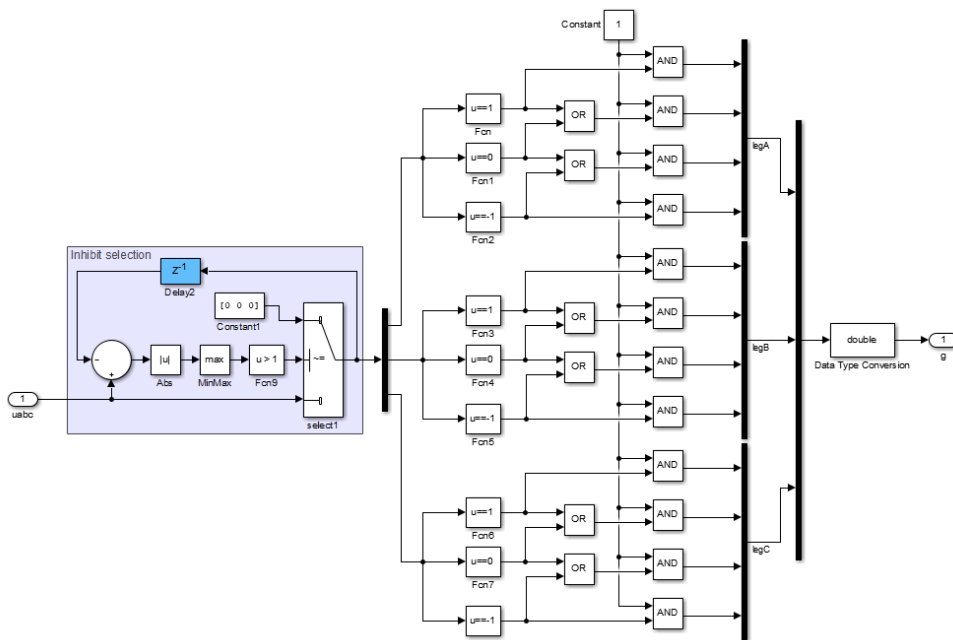 Constant
1
AND
u==1
Fcn
AND
OR
u==0
Fcn1
AND
OR
legA
u==-1
Fcn2
AND
Inhibit selection
Z-1
Delay2
[0 0 0]
Constant1
-
+
|u|
Abs
max
MinMax
u > 1
Fcn9
~=
select1
1
uabc
AND
u==1
Fcn3
AND
OR
u==0
Fcn4
AND
OR
legB
u==-1
Fcn5
AND
double
Data Type Conversion
1
g
AND
u==1
Fcn6
AND
OR
u==0
Fcn7
AND
OR
legC
u==-1
AND